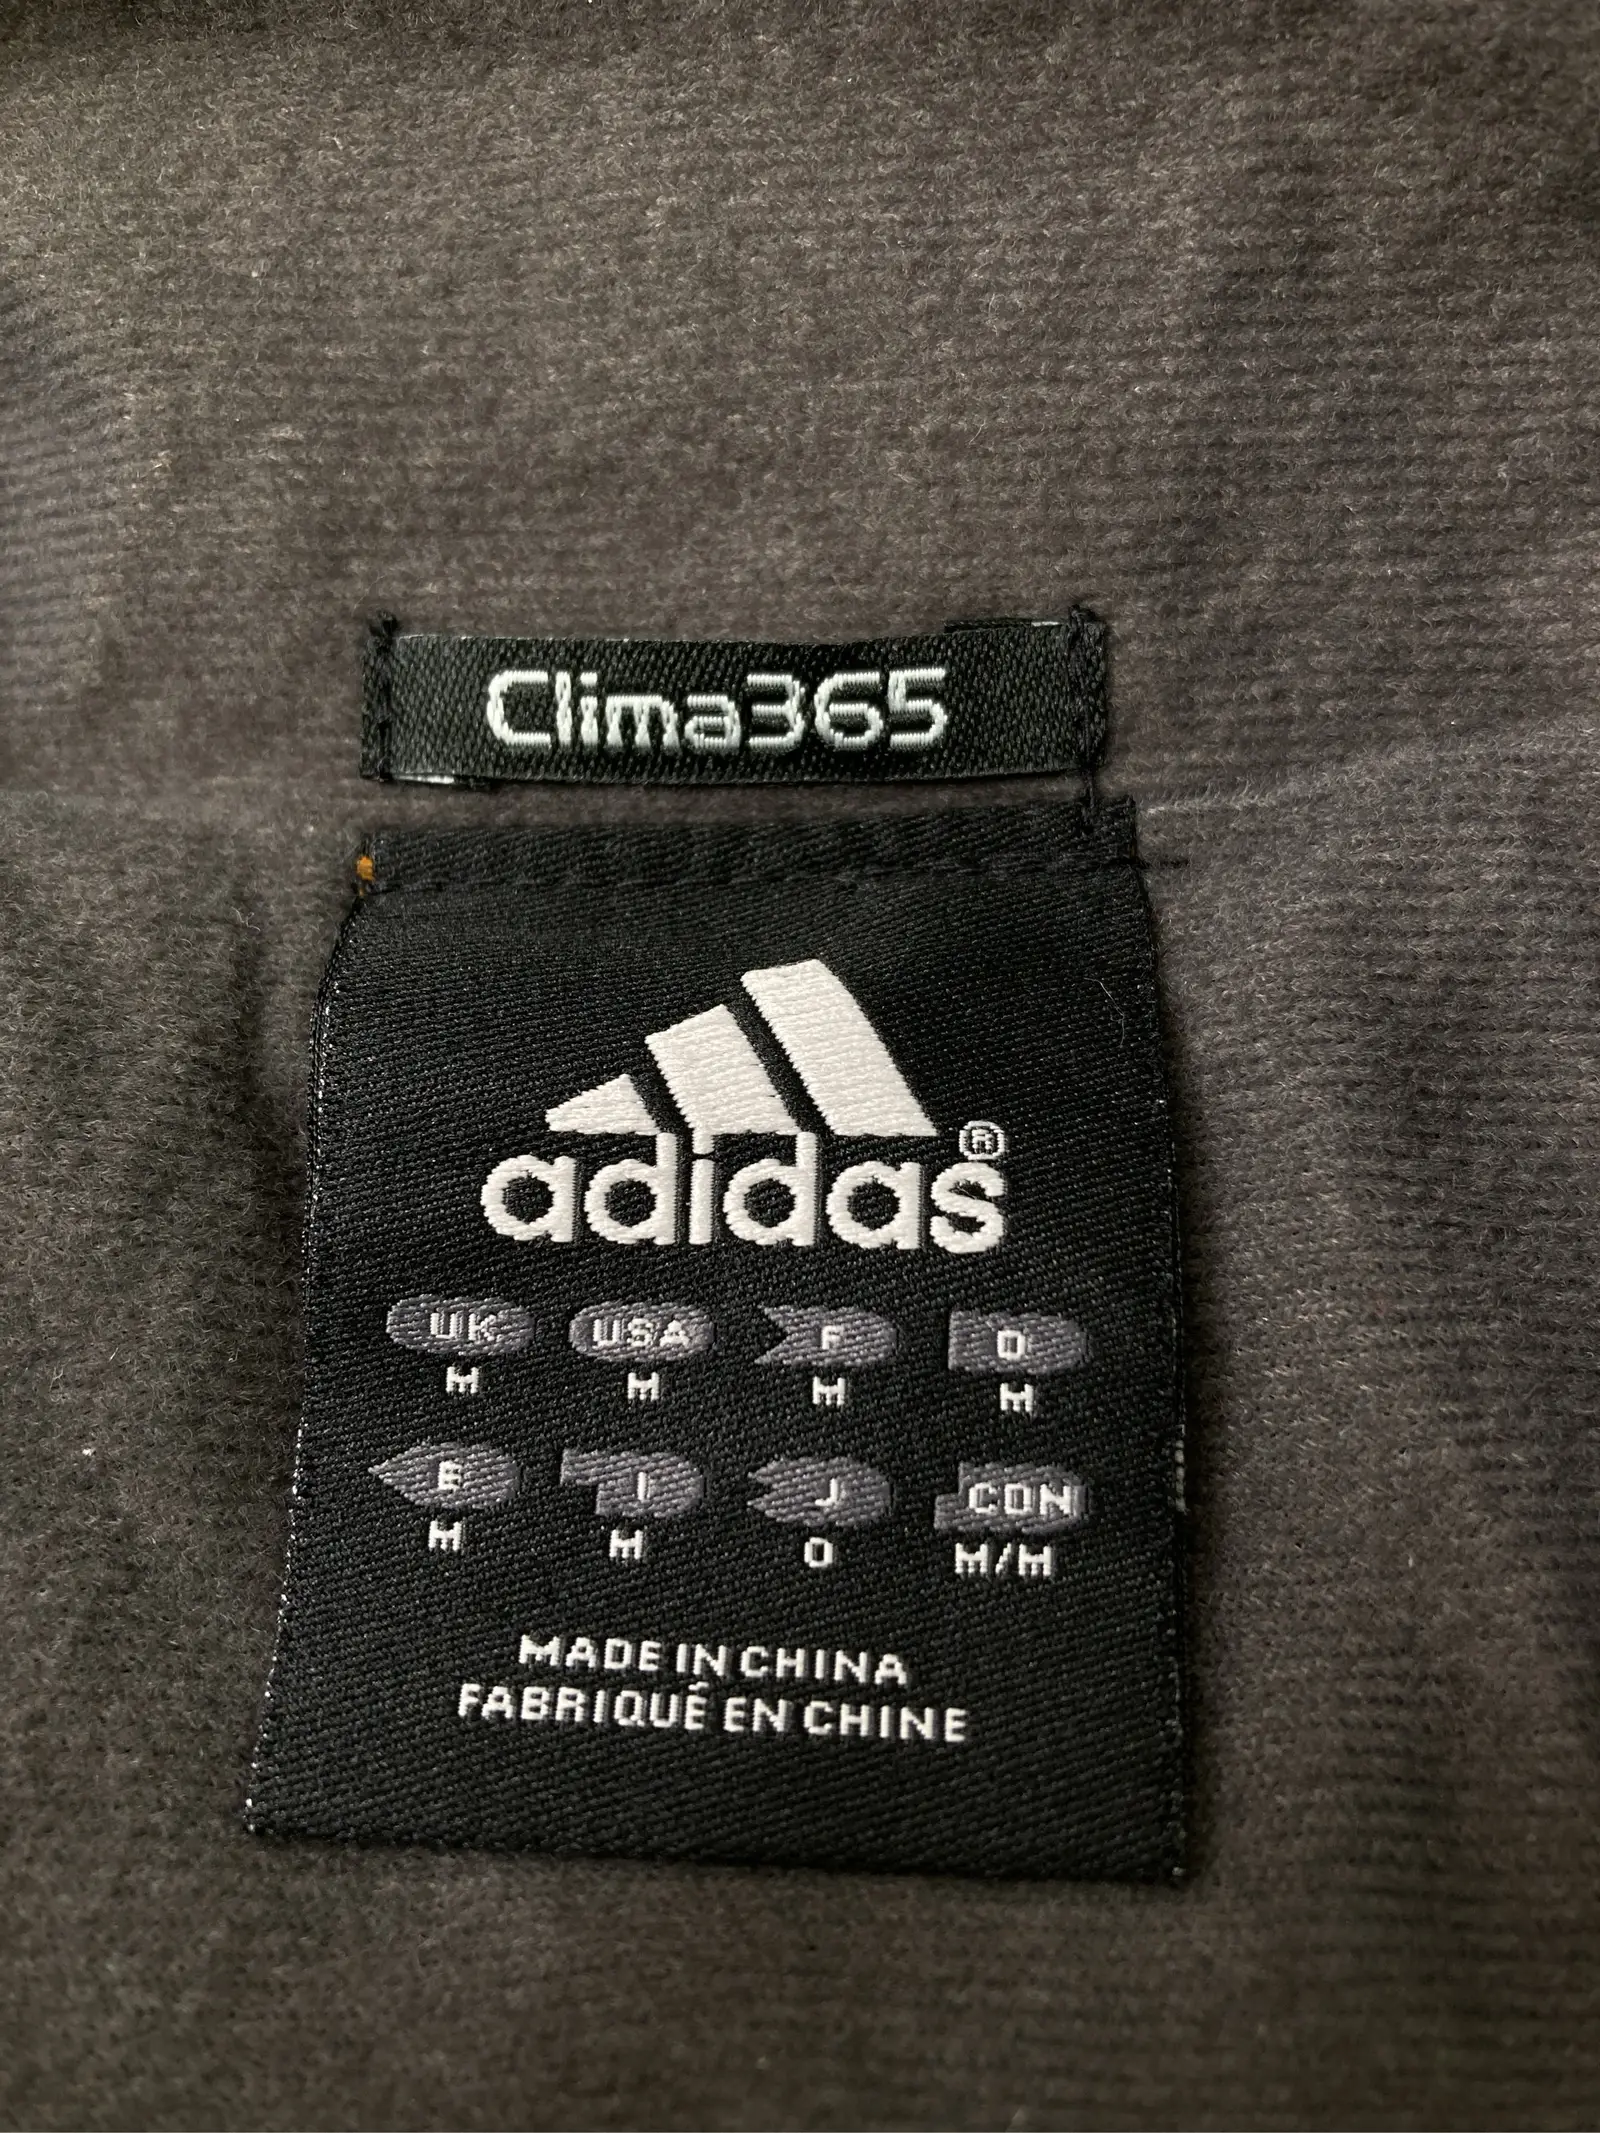 Clima365
adidas®
UK USA F D
M M M M
E I J CON
M M O M/M
MADE IN CHINA
FABRIQUÉ EN CHINE